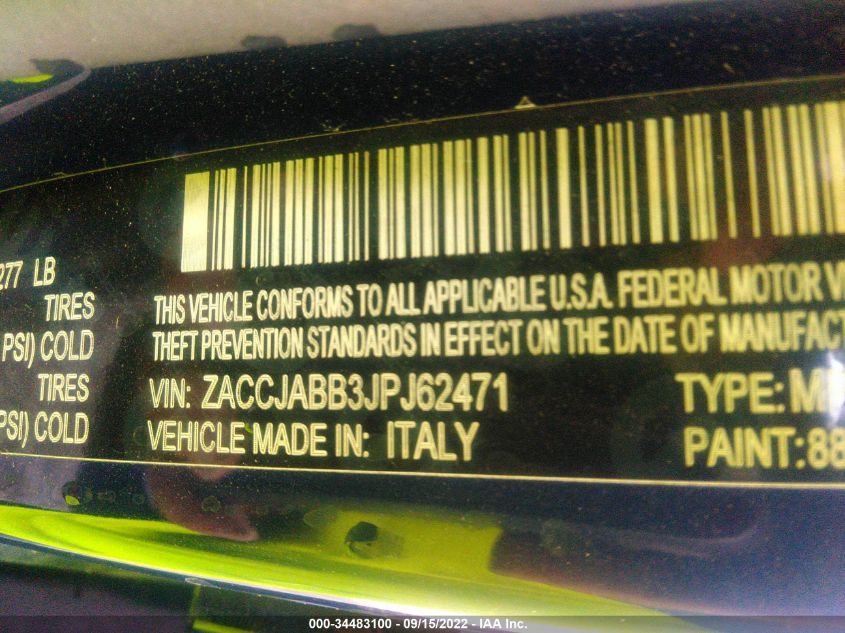 277 LB
TIRES
PSI) COLD
TIRES
PSI) COLD
THIS VEHICLE CONFORMS TO ALL APPLICABLE U.S.A. FEDERAL MOTOR V
THEFT PREVENTION STANDARDS IN EFFECT ON THE DATE OF MANUFACT
VIN: ZACCJABB3JPJ62471
TYPE:
VEHICLE MADE IN: ITALY
PAINT:88
000-34483100 - 09/15/2022 - IAA Inc.